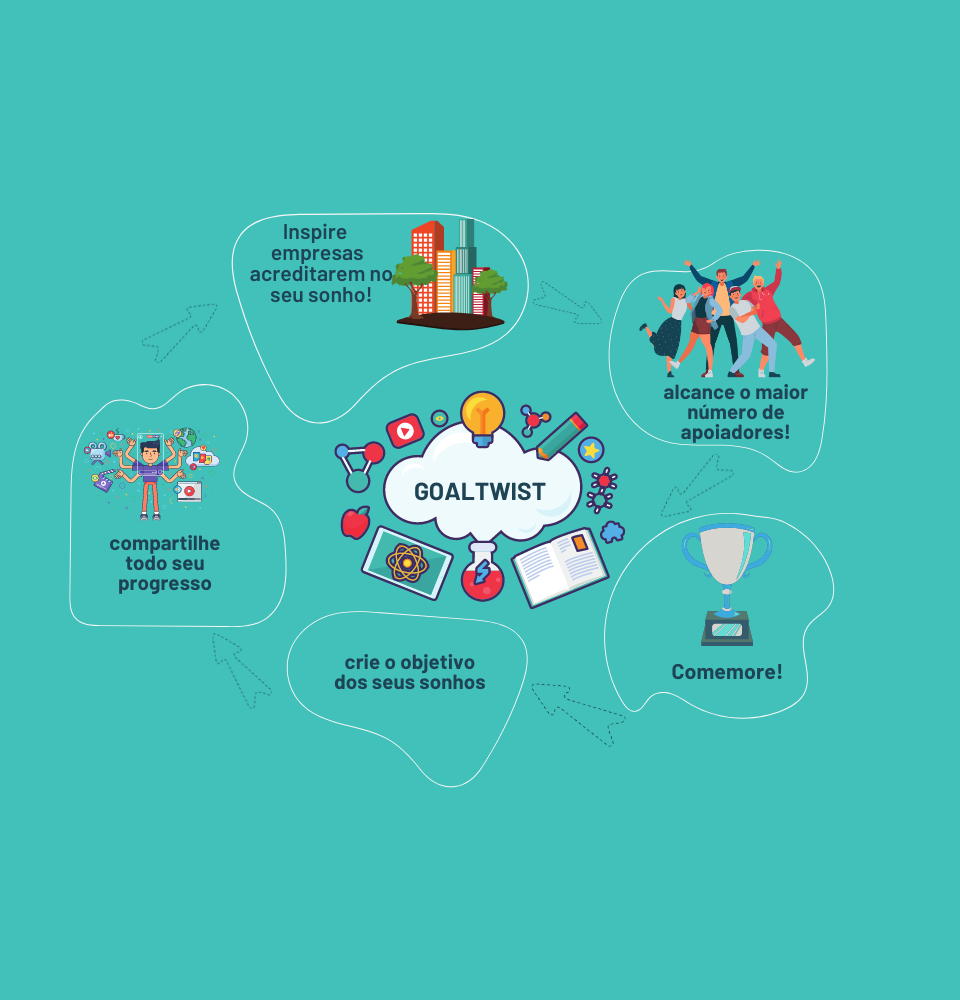 Inspire
empresas
acreditarem no
seu sonho!
alcance o maior
número de
apoiadores!
GOALTWIST
compartilhe
todo seu
progresso
crie o objetivo
dos seus sonhos
Comemore!